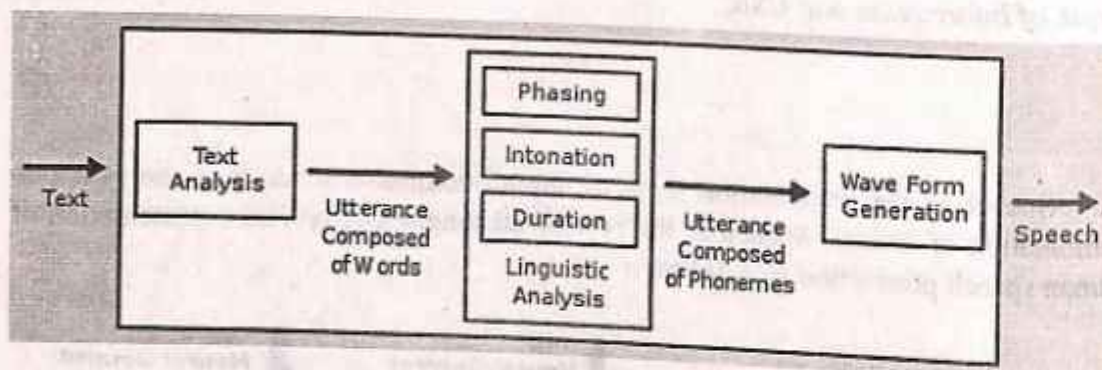 Text
Text
Analysis
Utterance
Composed
of Words
Phasing
Intonation
Duration
Linguistic
Analysis
Utterance
Composed
of Phonemes
Wave Form
Generation
Speech